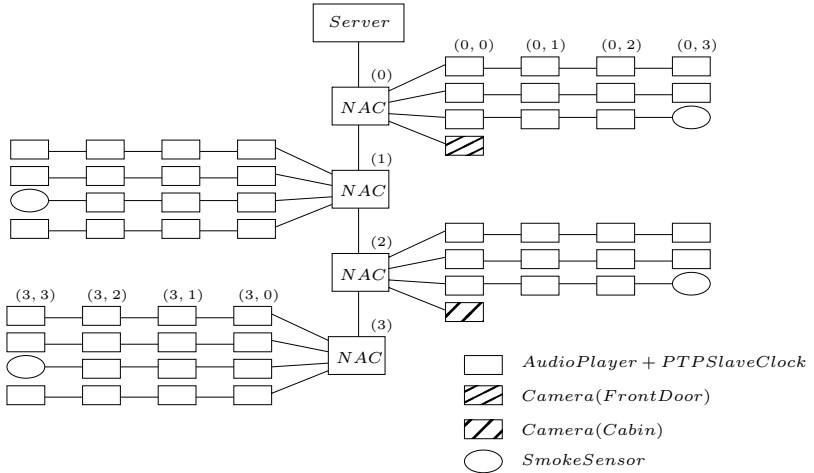 Server
(0, 0) (0, 1) (0, 2) (0, 3)
(0)
NAC
(1)
NAC
(2)
NAC
(3, 3) (3, 2) (3, 1) (3, 0)
(3)
NAC
AudioPlayer + PTPSlaveClock
Camera(FrontDoor)
Camera(Cabin)
SmokeSensor